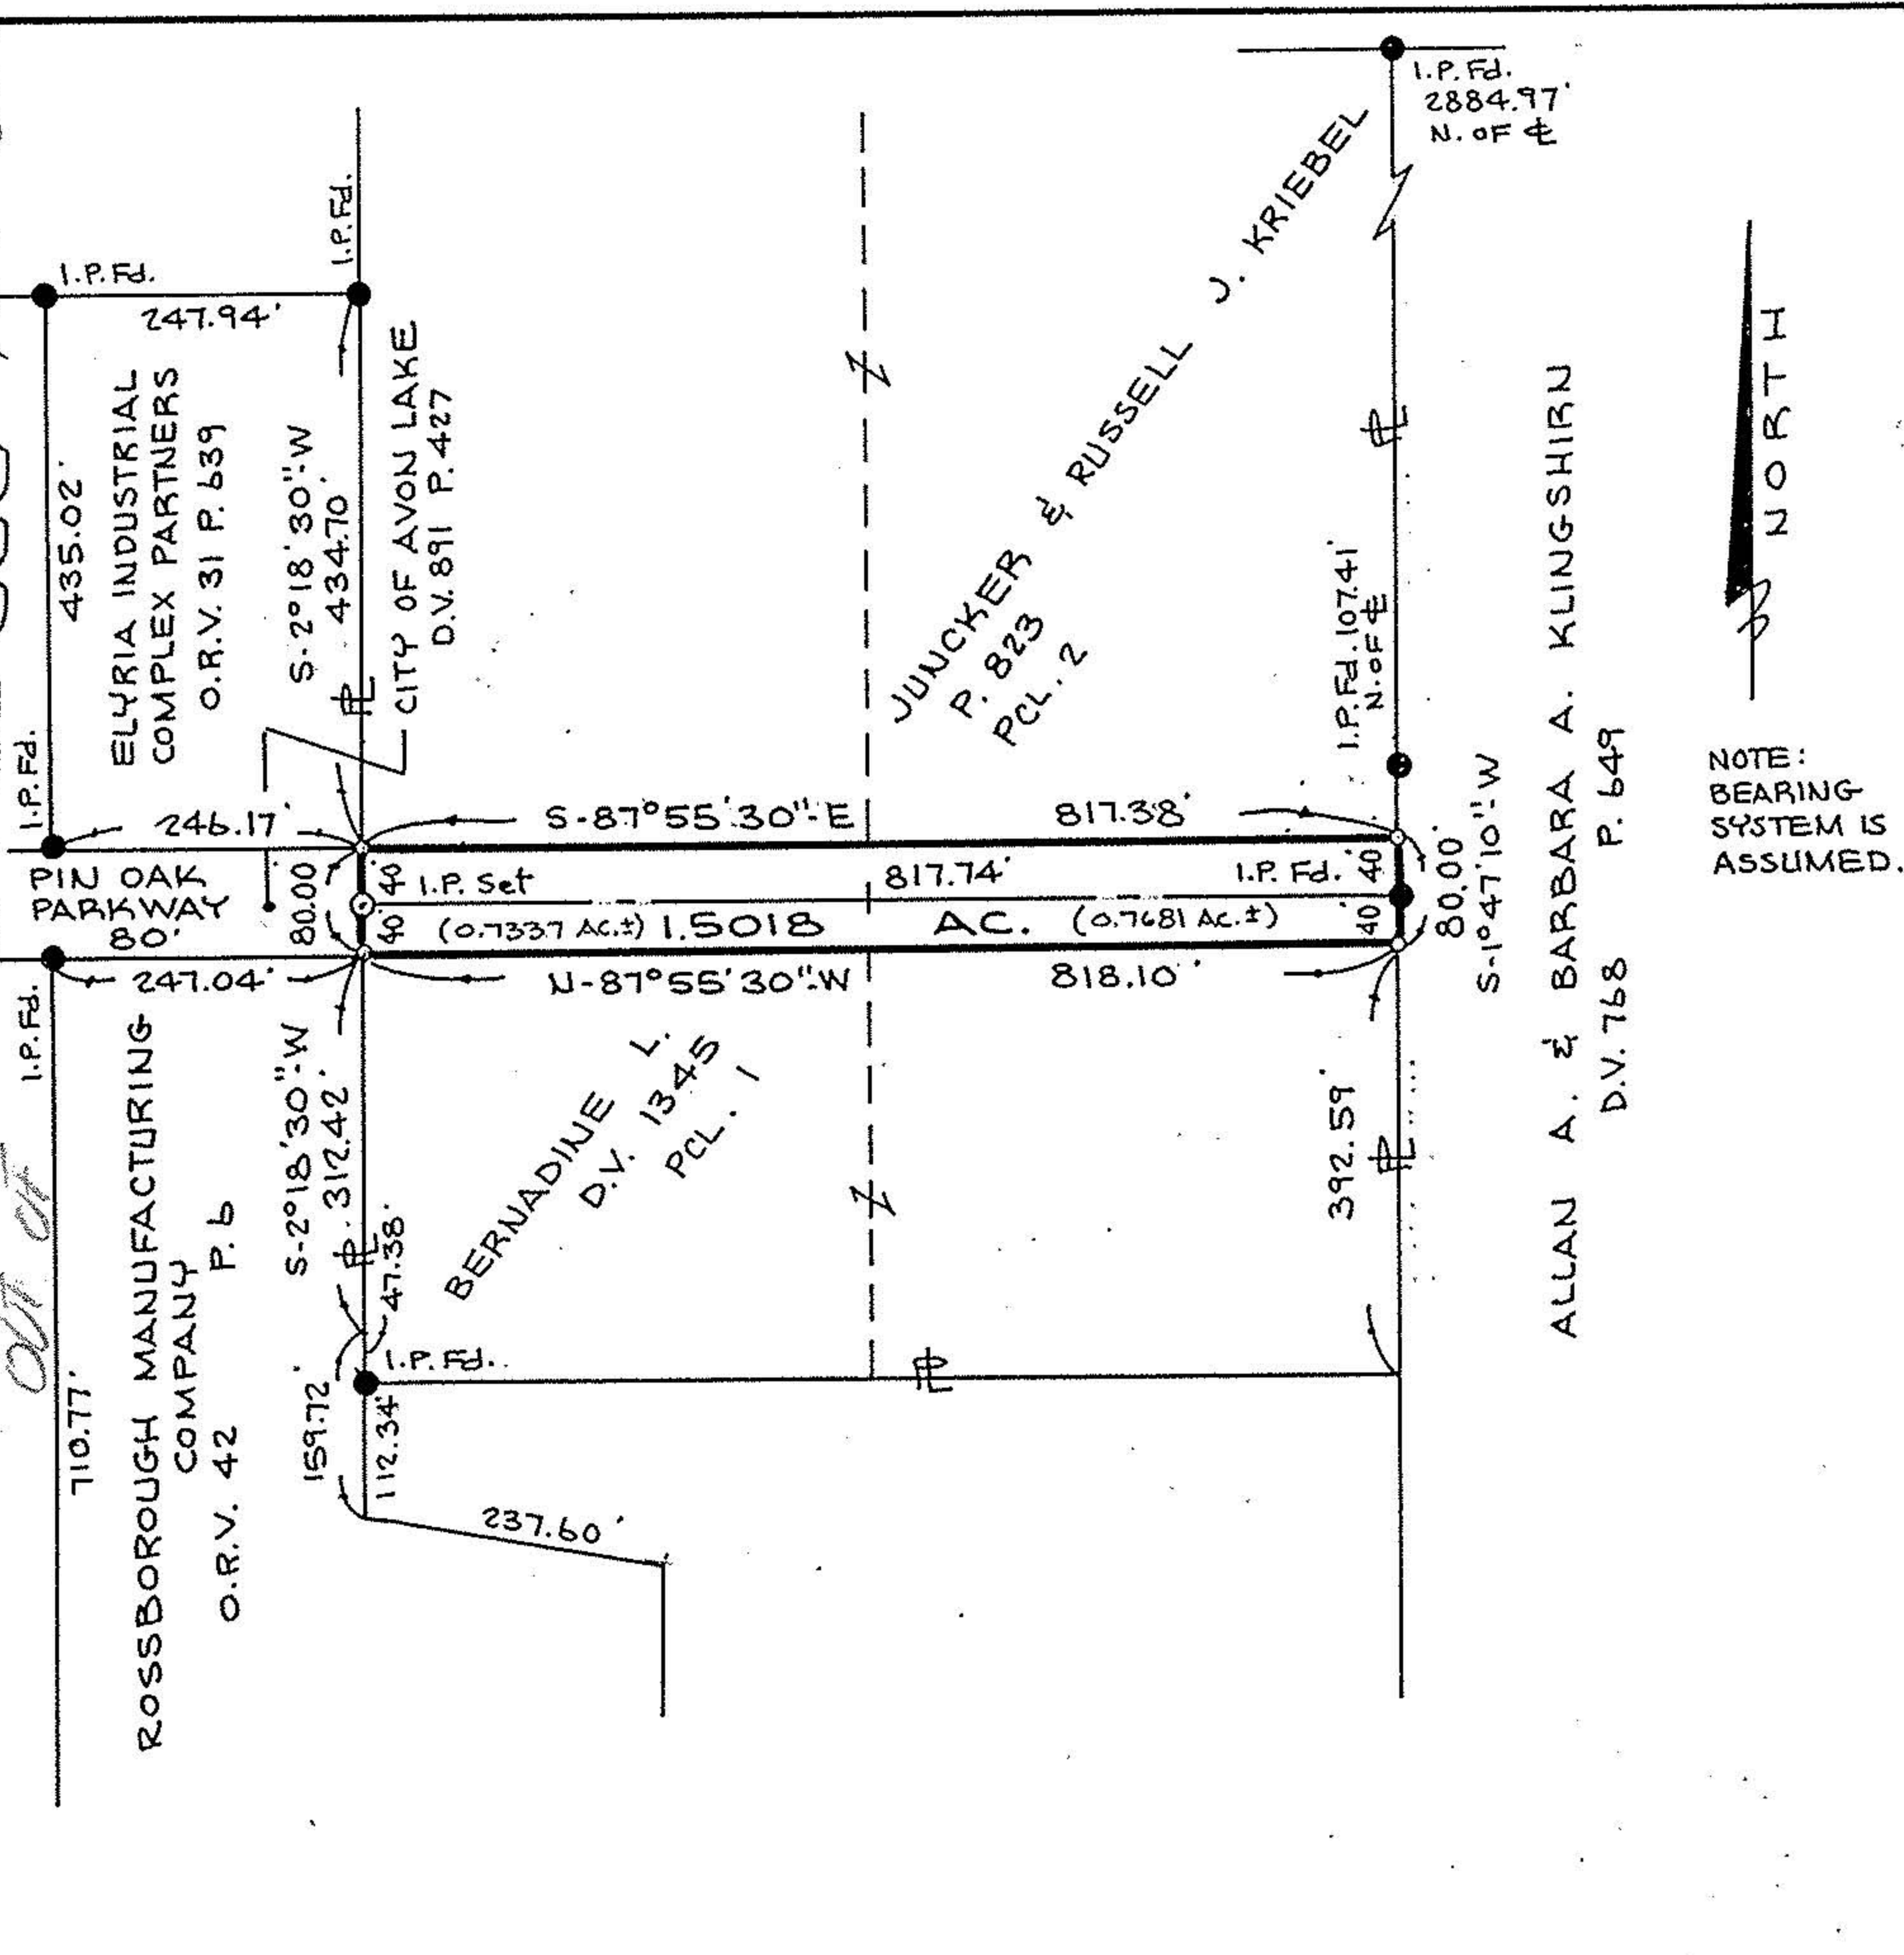 I.P. Fd.
2884.97'
N. OF ℄
I.P. Fd.
I.P. Fd.
247.94'
435.02'
ELYRIA INDUSTRIAL
COMPLEX PARTNERS
O.R.V. 31 P. 639
S-2°18'30"-W
434.70'
CITY OF AVON LAKE
D.V. 891 P. 427
JUNCKER & RUSSELL J. KRIEBEL
P. 823
PCL. 2
I.P. Fd. 107.41'
N. OF ℄
NORTH
NOTE:
BEARING
SYSTEM IS
ASSUMED.
I.P. Fd.
246.17'
S-87°55'30"-E
817.38'
PIN OAK
PARKWAY
80'
80.00'
40'
40'
I.P. Set
817.74'
I.P. Fd.
40'
40
80.00'
S-1°47'10"-W
(0.7337 AC.±) 1.5018 AC. (0.7681 AC.±)
247.04'
N-87°55'30"-W
818.10'
I.P. Fd.
ALLAN A. & BARBARA A. KLINGSHIRN
D.V. 768 P. 649
ROSSBOROUGH MANUFACTURING
COMPANY
O.R.V. 42 P. 6
710.77'
OUT OF
S-2°18'30"-W
312.42'
℄
47.38'
BERNADINE L.
D.V. 1345
PCL. 1
392.59'
I.P. Fd.
159.72'
112.34'
237.60'